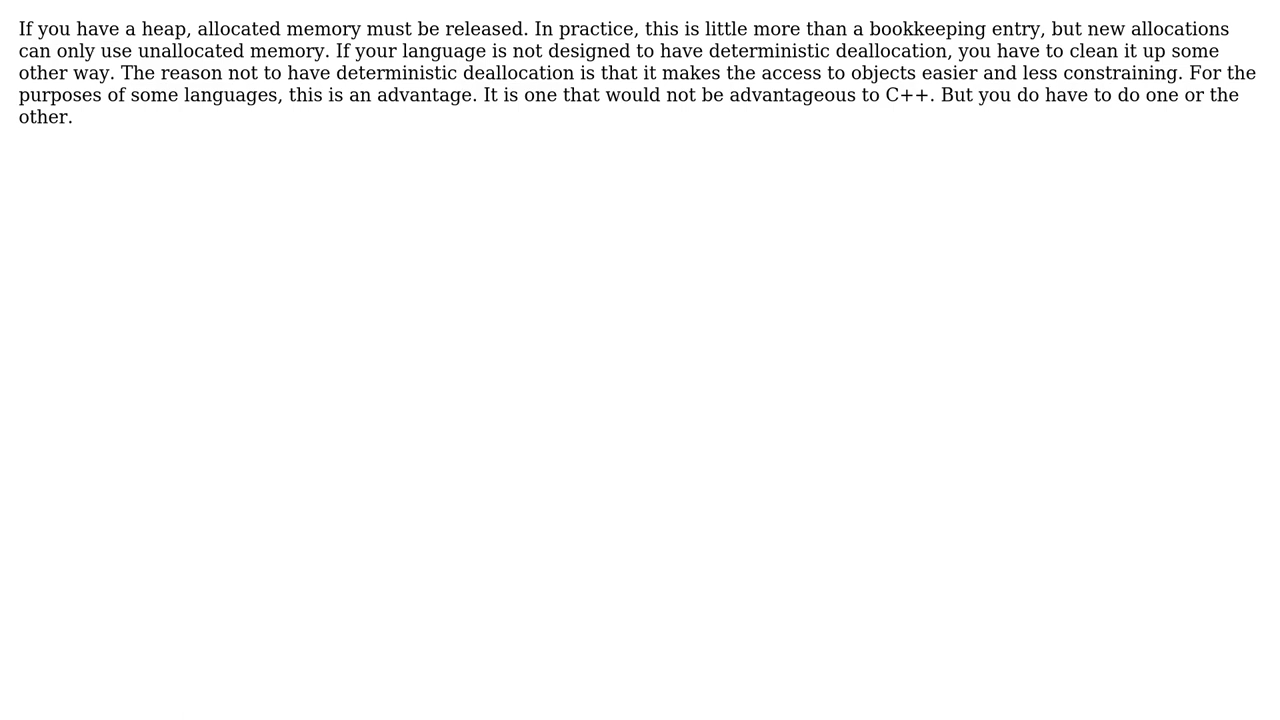 If you have a heap, allocated memory must be released. In practice, this is little more than a bookkeeping entry, but new allocations
can only use unallocated memory. If your language is not designed to have deterministic deallocation, you have to clean it up some
other way. The reason not to have deterministic deallocation is that it makes the access to objects easier and less constraining. For the
purposes of some languages, this is an advantage. It is one that would not be advantageous to C++. But you do have to do one or the
other.